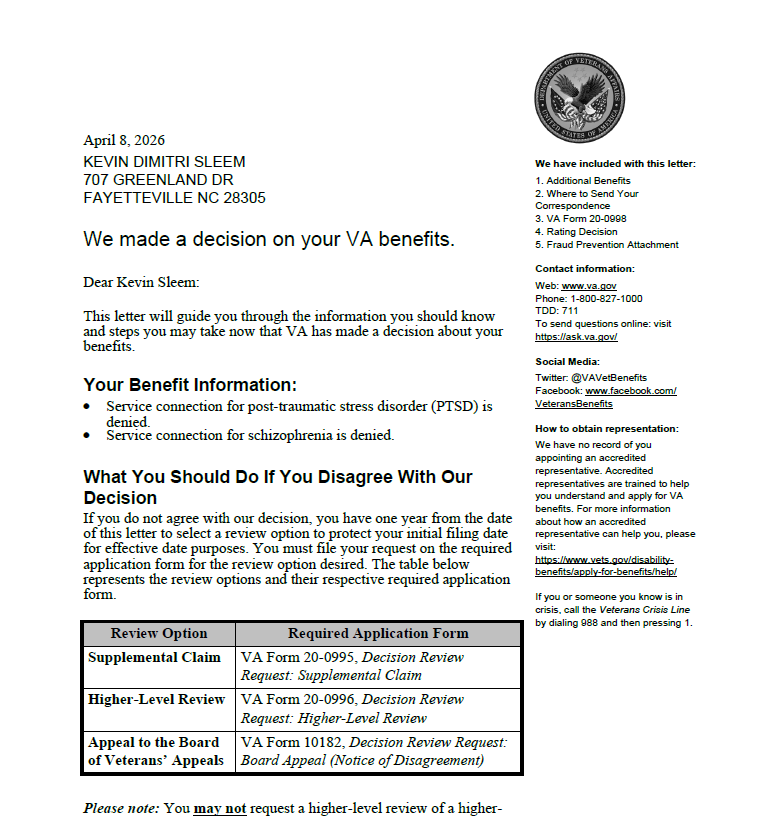 April 8, 2026
KEVIN DIMITRI SLEEM
707 GREENLAND DR
FAYETTEVILLE NC 28305
We made a decision on your VA benefits.
Dear Kevin Sleem:
This letter will guide you through the information you should know
and steps you may take now that VA has made a decision about your
benefits.
Your Benefit Information:
• Service connection for post-traumatic stress disorder (PTSD) is
denied.
• Service connection for schizophrenia is denied.
What You Should Do If You Disagree With Our
Decision
If you do not agree with our decision, you have one year from the date
of this letter to select a review option to protect your initial filing date
for effective date purposes. You must file your request on the required
application form for the review option desired. The table below
represents the review options and their respective required application
form.
Review Option Required Application Form
Supplemental Claim VA Form 20-0995, Decision Review
Request: Supplemental Claim
Higher-Level Review VA Form 20-0996, Decision Review
Request: Higher-Level Review
Appeal to the Board VA Form 10182, Decision Review Request:
of Veterans’ Appeals Board Appeal (Notice of Disagreement)
Please note: You may not request a higher-level review of a higher-
DEPARTMENT OF VETERANS AFFAIRS
UNITED STATES OF AMERICA
We have included with this letter:
1. Additional Benefits
2. Where to Send Your
Correspondence
3. VA Form 20-0998
4. Rating Decision
5. Fraud Prevention Attachment
Contact information:
Web: www.va.gov
Phone: 1-800-827-1000
TDD: 711
To send questions online: visit
https://ask.va.gov/
Social Media:
Twitter: @VAVetBenefits
Facebook: www.facebook.com/
VeteransBenefits
How to obtain representation:
We have no record of you
appointing an accredited
representative. Accredited
representatives are trained to help
you understand and apply for VA
benefits. For more information
about how an accredited
representative can help you, please
visit:
https://www.vets.gov/disability-
benefits/apply-for-benefits/help/
If you or someone you know is in
crisis, call the Veterans Crisis Line
by dialing 988 and then pressing 1.